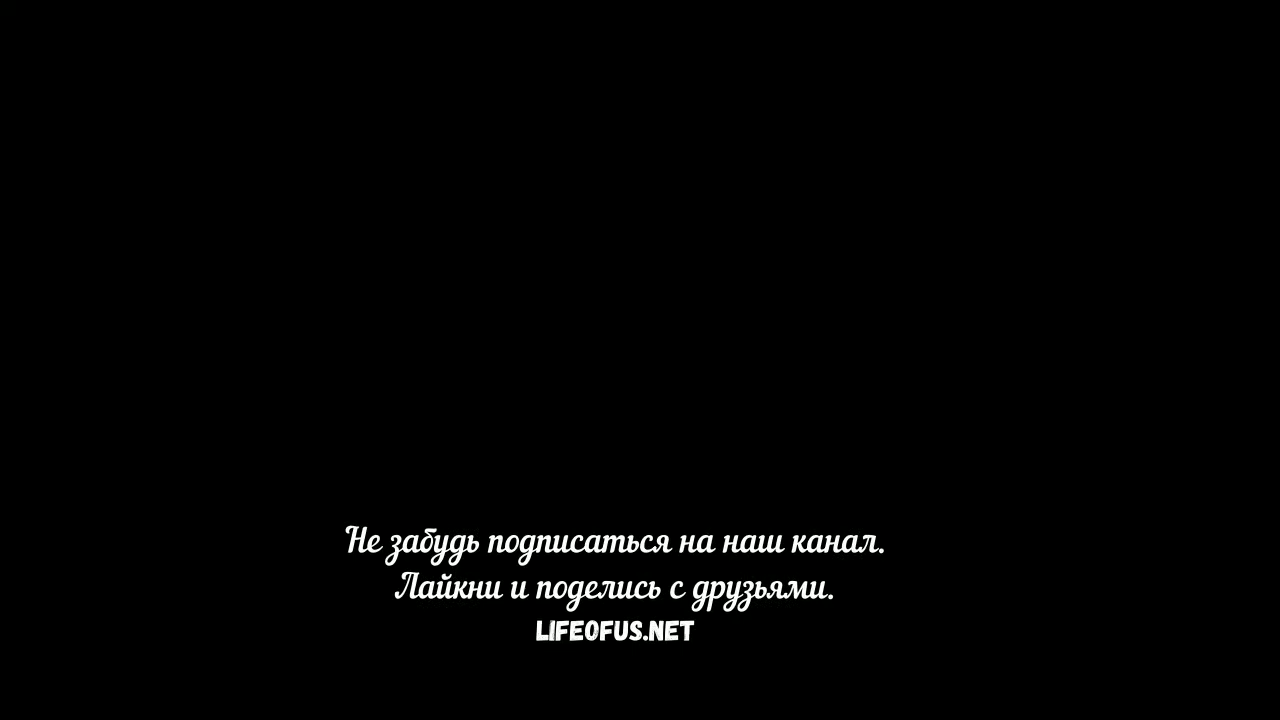 Не забудь подписаться на наш канал.
Лайкни и поделись с друзьями.
LIFEOFUS.NET